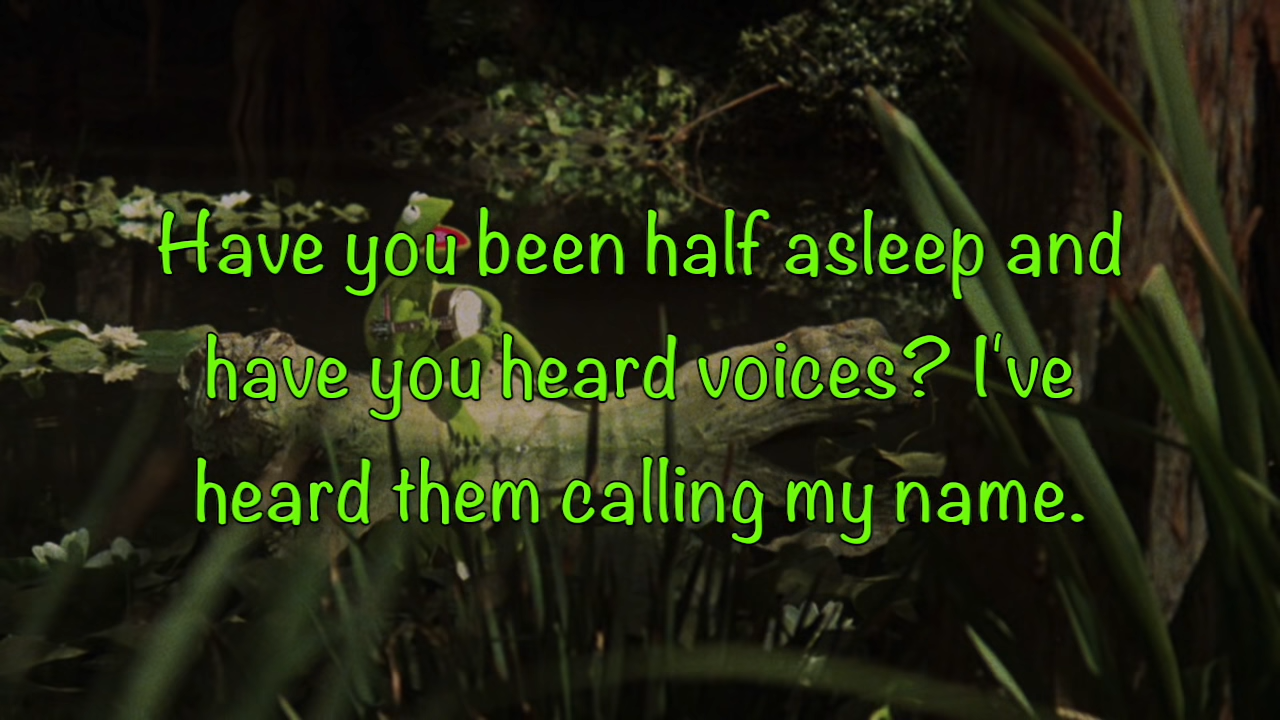 Have you been half asleep and
have you heard voices? I've
heard them calling my name.